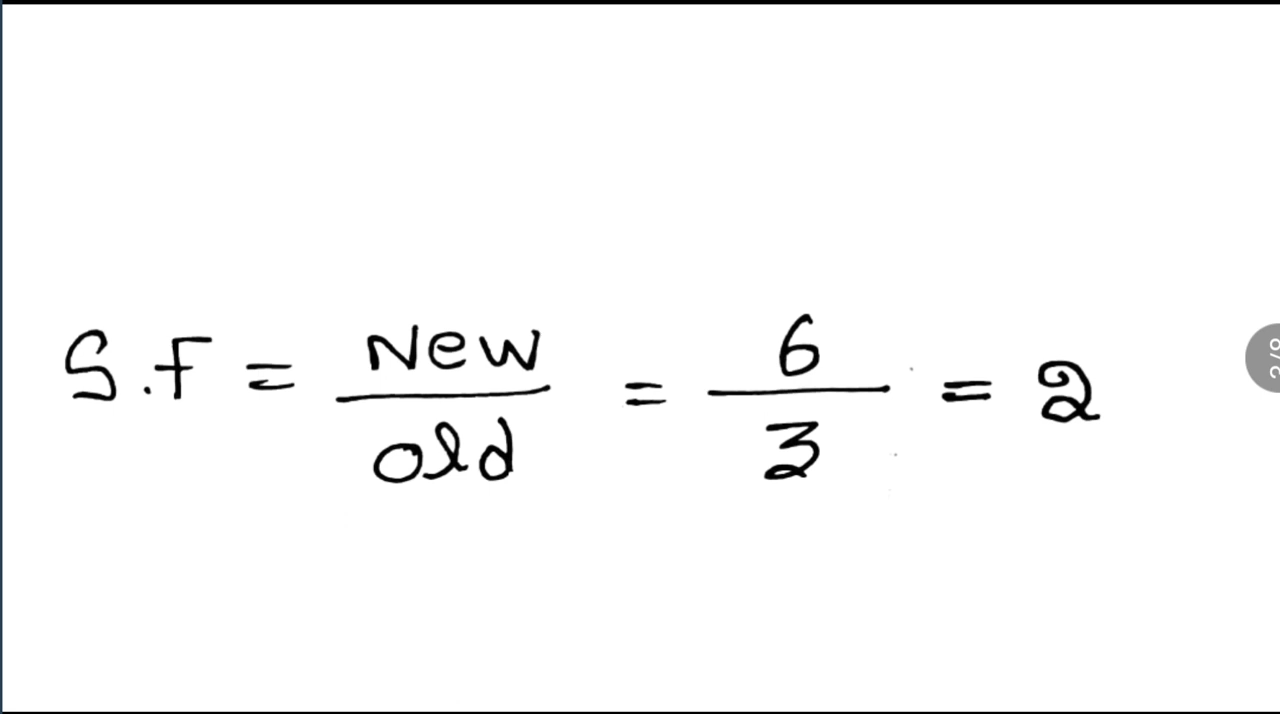 S.F = New/old = 6/3 = 2